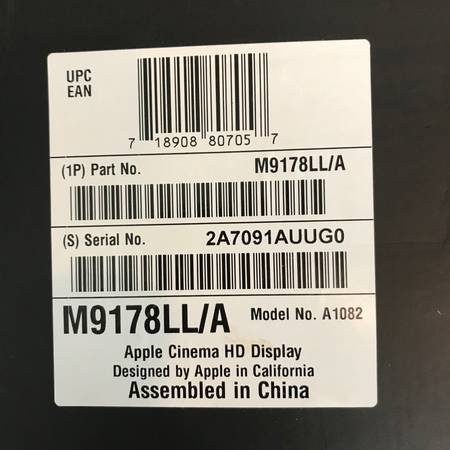 UPC
EAN
7 18908 80705 7
(1P) Part No. M9178LL/A
(S) Serial No. 2A7091AUUG0
M9178LL/A Model No. A1082
Apple Cinema HD Display
Designed by Apple in California
Assembled in China